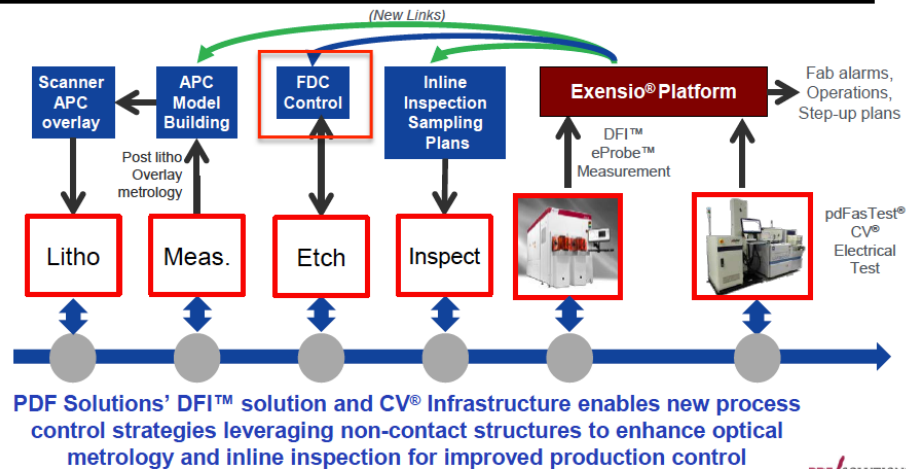 (New Links)
Scanner
APC
overlay
APC
Model
Building
FDC
Control
Inline
Inspection
Sampling
Plans
Exensio® Platform
Fab alarms,
Operations,
Step-up plans
Post litho
Overlay
metrology
DFI™
eProbe™
Measurement
Litho
Meas.
Etch
Inspect
pdFasTest®
CV®
Electrical
Test
PDF Solutions' DFI™ solution and CV® Infrastructure enables new process
control strategies leveraging non-contact structures to enhance optical
metrology and inline inspection for improved production control